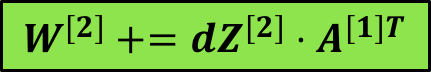 W^{[2]} += dZ^{[2]} · A^{[1]T}